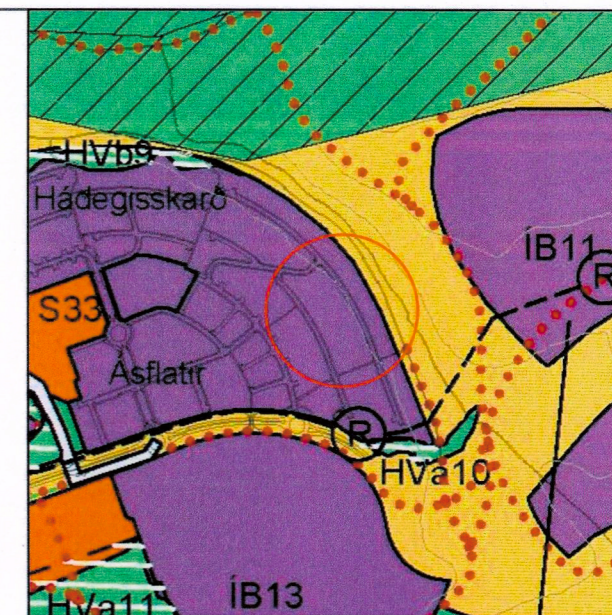 HVb9
Hádegisskarð
ÍB11
R
S33
Ásflatir
R
HVa10
ÍB13
HVa11